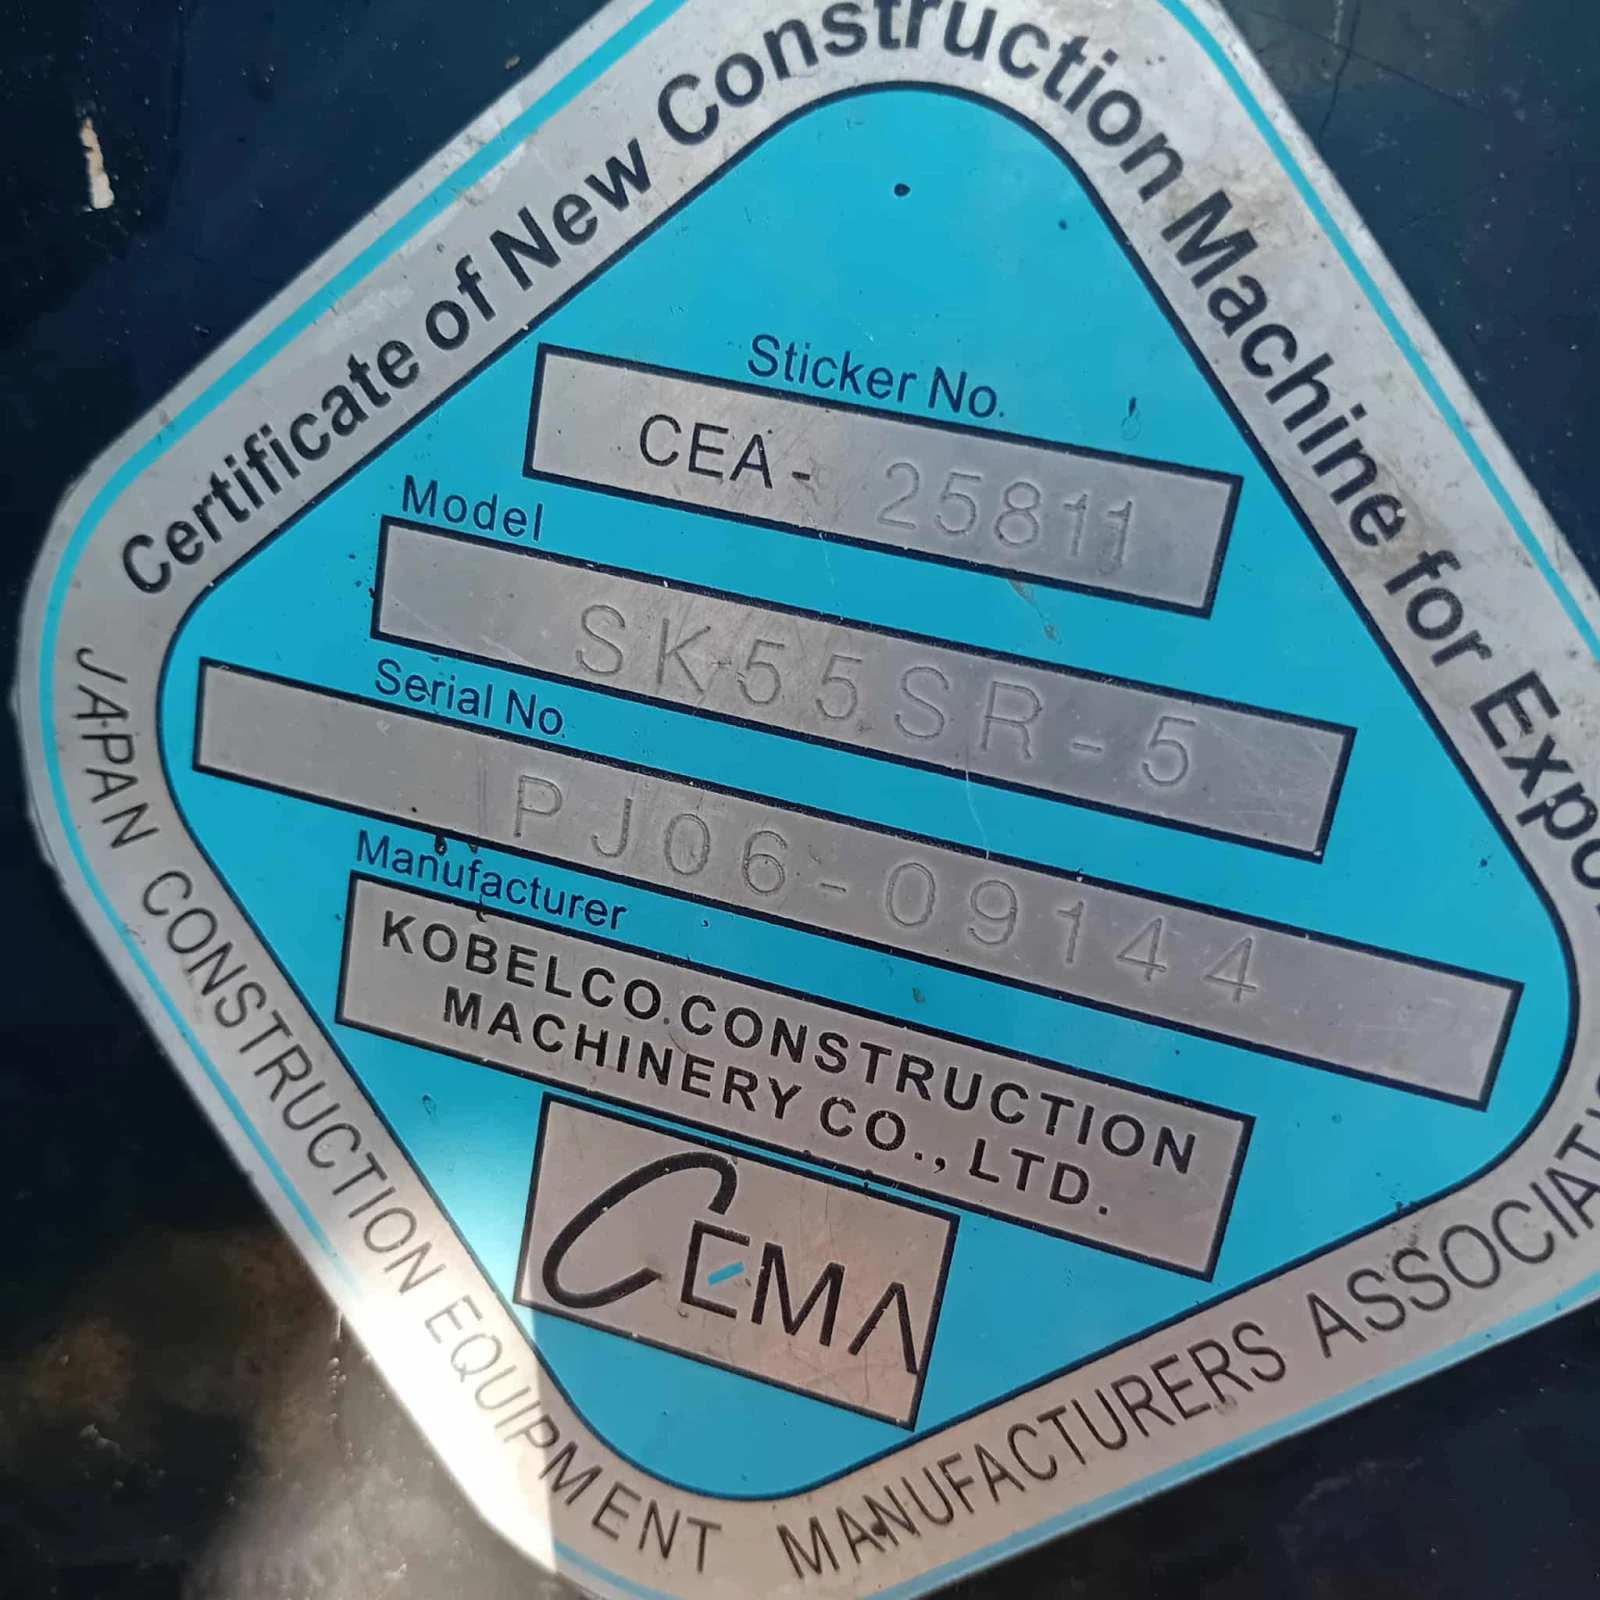 Certificate of New Construction Machine for Expo
Sticker No.
CEA- 25811
Model
SK55SR-5
Serial No.
PJ06-09144
Manufacturer
KOBELCO CONSTRUCTION
MACHINERY CO., LTD.
CEMA
JAPAN CONSTRUCTION EQUIPMENT MANUFACTURERS ASSOCIATI